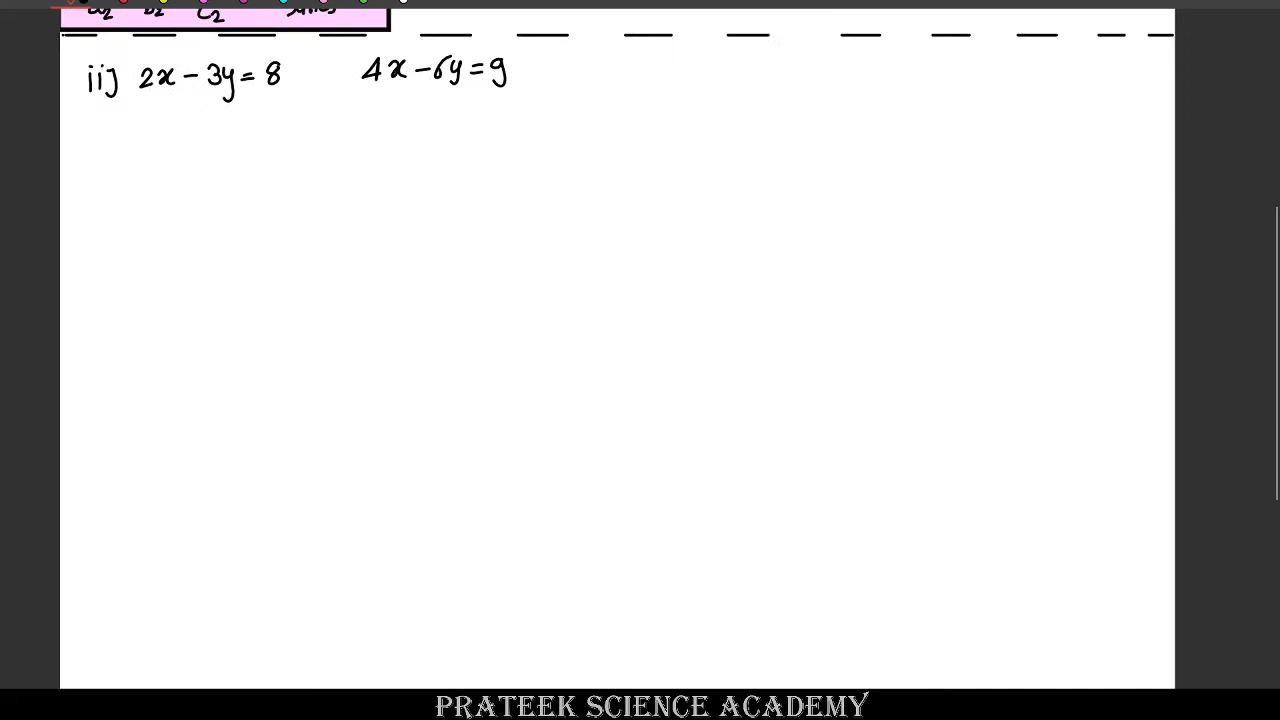 ii] 2x - 3y = 8 4x - 6y = 9
PRATEEK SCIENCE ACADEMY